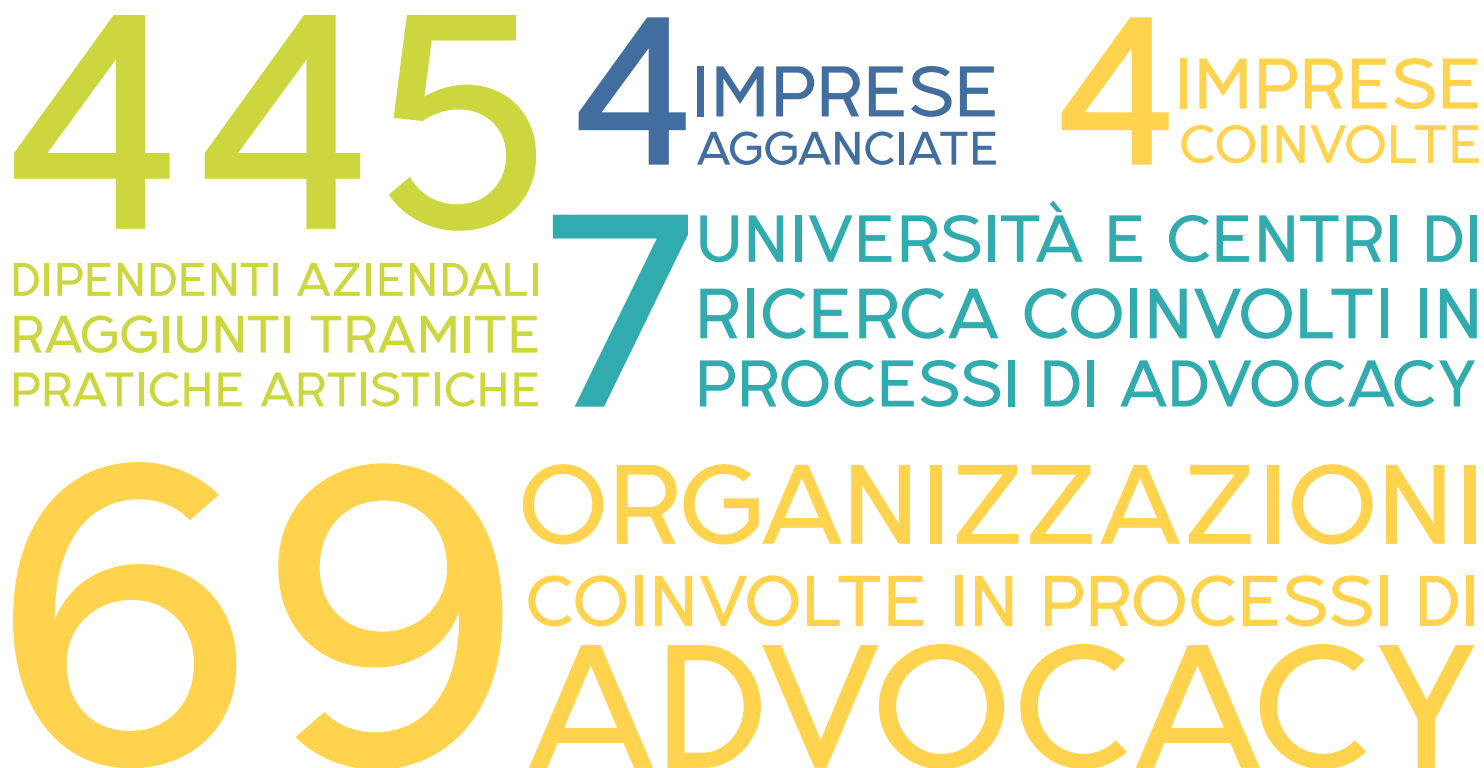 445
DIPENDENTI AZIENDALI
RAGGIUNTI TRAMITE
PRATICHE ARTISTICHE
4 IMPRESE
AGGANCIATE
4 IMPRESE
COINVOLTE
7 UNIVERSITÀ E CENTRI DI
RICERCA COINVOLTI IN
PROCESSI DI ADVOCACY
69 ORGANIZZAZIONI
COINVOLTE IN PROCESSI DI
ADVOCACY